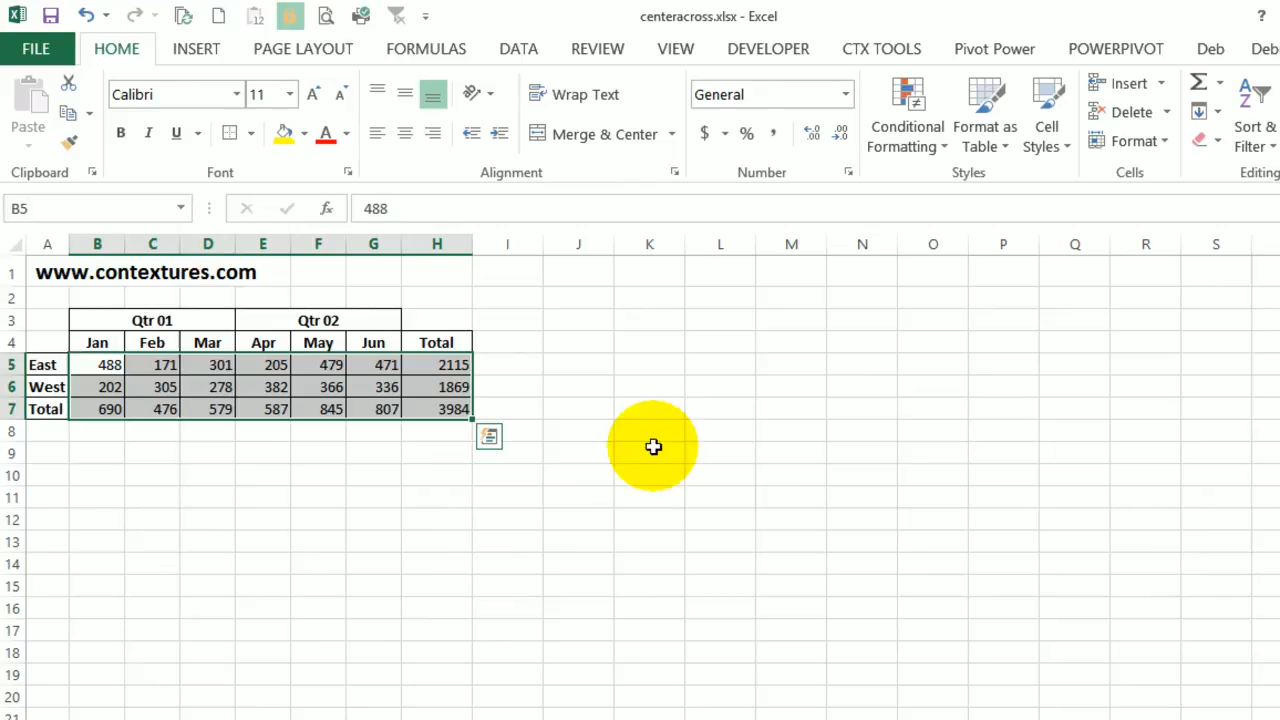 12
centeracross.xlsx - Excel
?
FILE HOME INSERT PAGE LAYOUT FORMULAS DATA REVIEW VIEW DEVELOPER CTX TOOLS Pivot Power POWERPIVOT Deb Deb
Calibri 11 Wrap Text General Insert
Paste B I U A Merge & Center $ % , Conditional Formatting Format as Table Cell Styles Delete Format Sort & Filter
Clipboard Font Alignment Number Styles Cells Editing
B5 fx 488
A B C D E F G H I J K L M N O P Q R S
1 www.contextures.com
2
3 Qtr 01 Qtr 02
4 Jan Feb Mar Apr May Jun Total
5 East 488 171 301 205 479 471 2115
6 West 202 305 278 382 366 336 1869
7 Total 690 476 579 587 845 807 3984
8
9
10
11
12
13
14
15
16
17
18
19
20
21